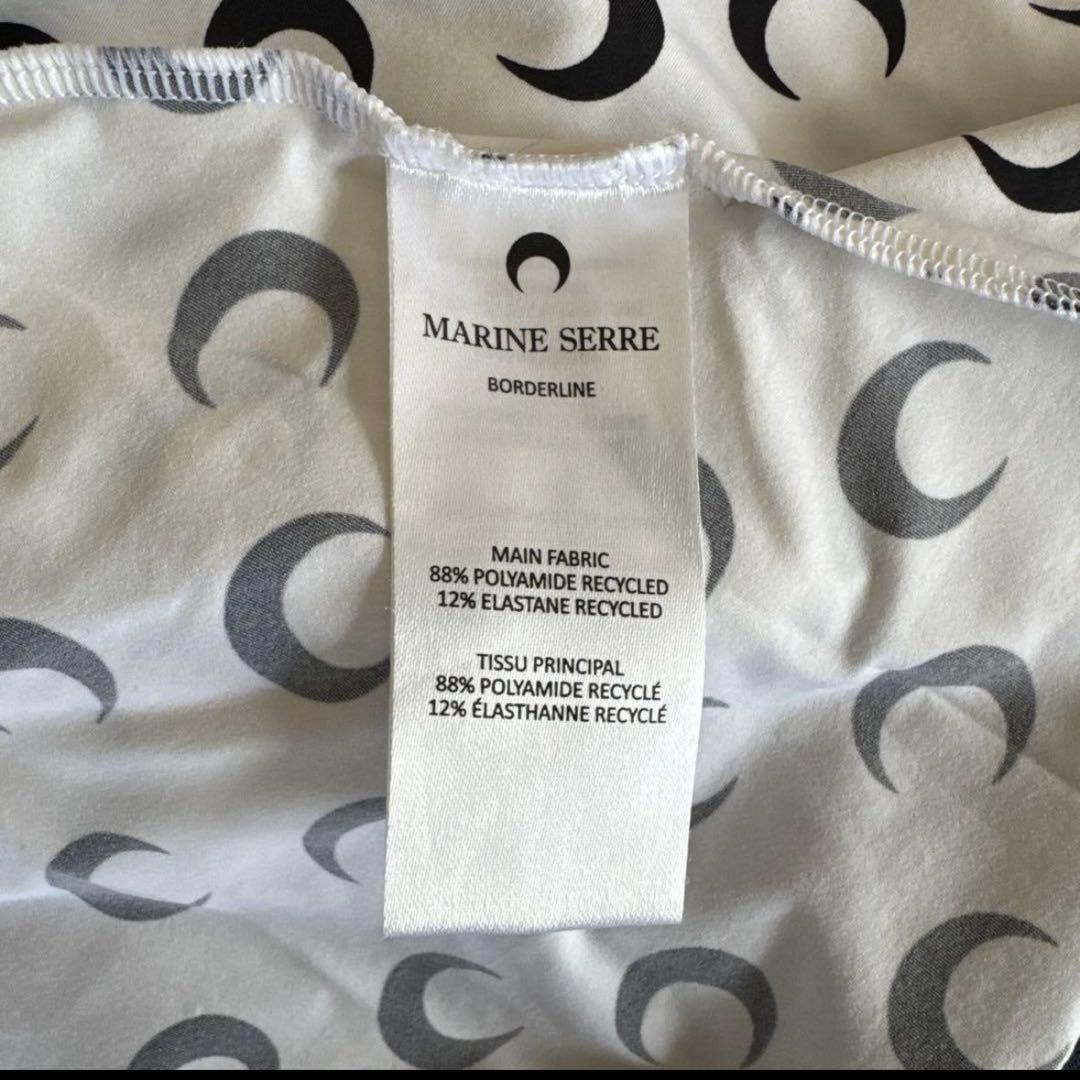 MARINE SERRE
BORDERLINE
MAIN FABRIC
88% POLYAMIDE RECYCLED
12% ELASTANE RECYCLED
TISSU PRINCIPAL
88% POLYAMIDE RECYCLÉ
12% ÉLASTHANNE RECYCLÉ